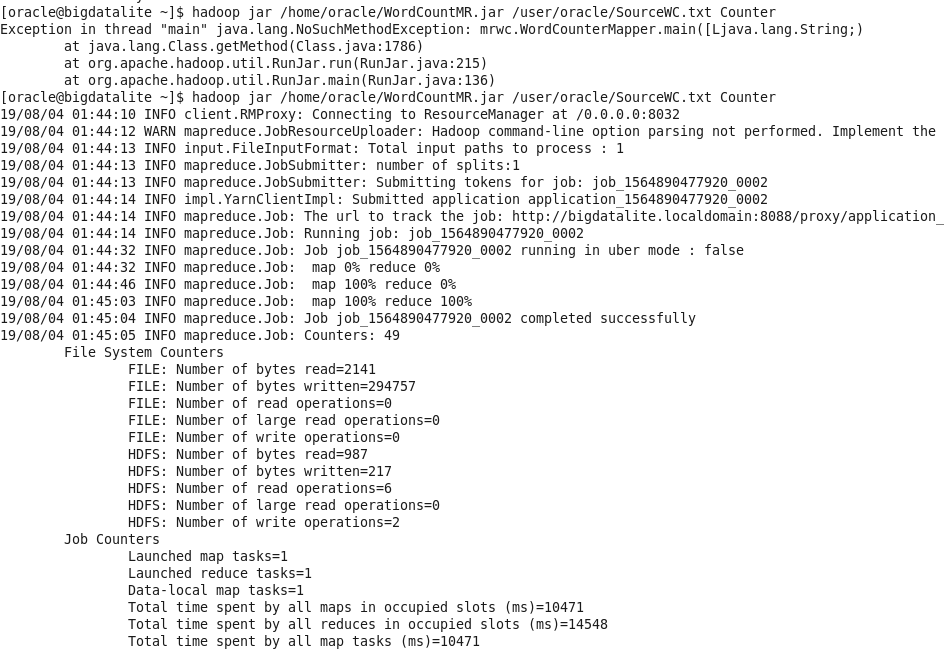 [oracle@bigdatalite ~]$ hadoop jar /home/oracle/WordCountMR.jar /user/oracle/SourceWC.txt Counter
Exception in thread "main" java.lang.NoSuchMethodException: mrwc.WordCounterMapper.main([Ljava.lang.String;)
        at java.lang.Class.getMethod(Class.java:1786)
        at org.apache.hadoop.util.RunJar.run(RunJar.java:215)
        at org.apache.hadoop.util.RunJar.main(RunJar.java:136)
[oracle@bigdatalite ~]$ hadoop jar /home/oracle/WordCountMR.jar /user/oracle/SourceWC.txt Counter
19/08/04 01:44:10 INFO client.RMProxy: Connecting to ResourceManager at /0.0.0.0:8032
19/08/04 01:44:12 WARN mapreduce.JobResourceUploader: Hadoop command-line option parsing not performed. Implement the
19/08/04 01:44:13 INFO input.FileInputFormat: Total input paths to process : 1
19/08/04 01:44:13 INFO mapreduce.JobSubmitter: number of splits:1
19/08/04 01:44:13 INFO mapreduce.JobSubmitter: Submitting tokens for job: job_1564890477920_0002
19/08/04 01:44:14 INFO impl.YarnClientImpl: Submitted application application_1564890477920_0002
19/08/04 01:44:14 INFO mapreduce.Job: The url to track the job: http://bigdatalite.localdomain:8088/proxy/application_
19/08/04 01:44:14 INFO mapreduce.Job: Running job: job_1564890477920_0002
19/08/04 01:44:32 INFO mapreduce.Job: Job job_1564890477920_0002 running in uber mode : false
19/08/04 01:44:32 INFO mapreduce.Job:  map 0% reduce 0%
19/08/04 01:44:46 INFO mapreduce.Job:  map 100% reduce 0%
19/08/04 01:45:03 INFO mapreduce.Job:  map 100% reduce 100%
19/08/04 01:45:04 INFO mapreduce.Job: Job job_1564890477920_0002 completed successfully
19/08/04 01:45:05 INFO mapreduce.Job: Counters: 49
        File System Counters
                FILE: Number of bytes read=2141
                FILE: Number of bytes written=294757
                FILE: Number of read operations=0
                FILE: Number of large read operations=0
                FILE: Number of write operations=0
                HDFS: Number of bytes read=987
                HDFS: Number of bytes written=217
                HDFS: Number of read operations=6
                HDFS: Number of large read operations=0
                HDFS: Number of write operations=2
        Job Counters
                Launched map tasks=1
                Launched reduce tasks=1
                Data-local map tasks=1
                Total time spent by all maps in occupied slots (ms)=10471
                Total time spent by all reduces in occupied slots (ms)=14548
                Total time spent by all map tasks (ms)=10471